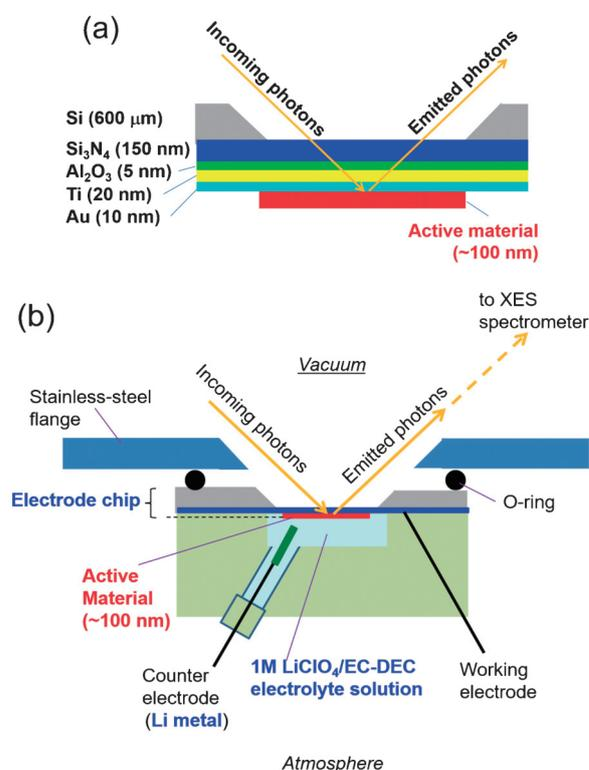 (a)
Incoming photons
Emitted photons
Si (600 μm)
Si₃N₄ (150 nm)
Al₂O₃ (5 nm)
Ti (20 nm)
Au (10 nm)
Active material
(~100 nm)
(b)
to XES
spectrometer
Vacuum
Incoming photons
Emitted photons
Stainless-steel
flange
Electrode chip
O-ring
Active
Material
(~100 nm)
1M LiClO₄/EC-DEC
electrolyte solution
Counter
electrode
(Li metal)
Working
electrode
Atmosphere